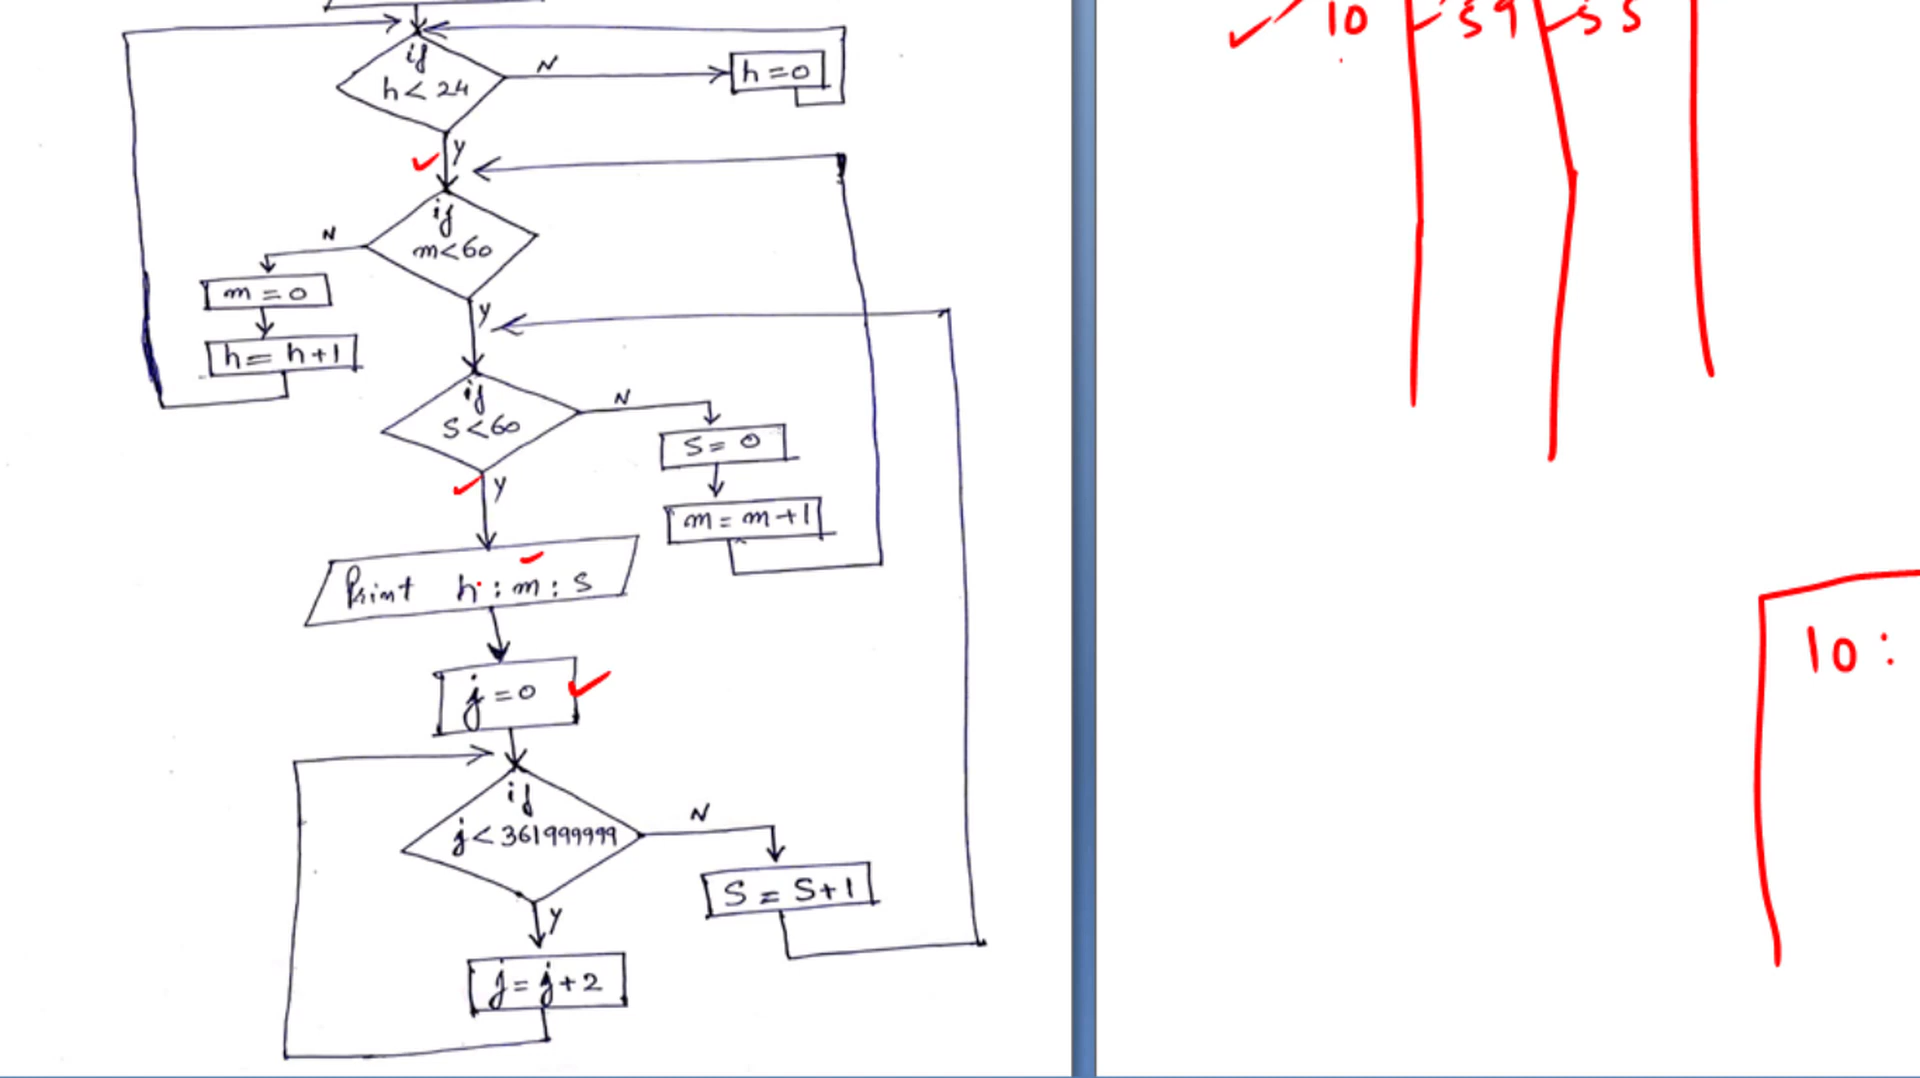 if
h < 24
N
h = 0
Y
if
m < 60
N
m = 0
h = h + 1
Y
if
S < 60
N
S = 0
m = m + 1
Y
Print h : m : S
j = 0
if
j < 361999999
N
S = S + 1
Y
j = j + 2
10 59 55
10 :